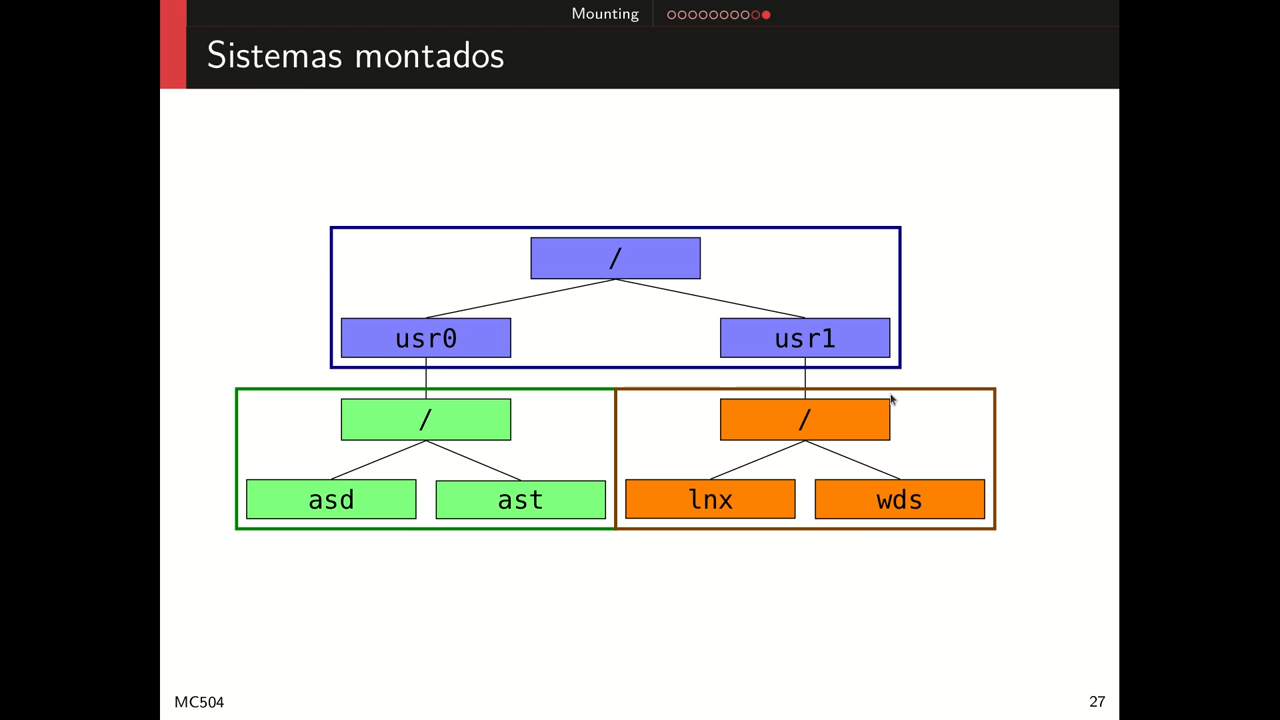 Mounting
Sistemas montados
/
usr0 usr1
/ /
asd ast lnx wds
MC504 27